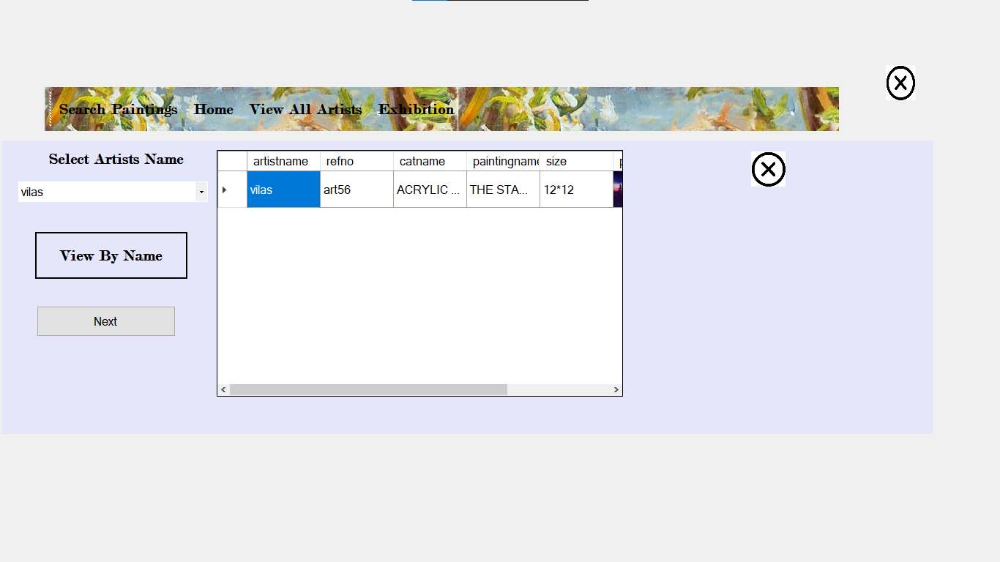 Search Paintings Home View All Artists Exhibition
Select Artists Name
vilas
View By Name
Next
artistname refno catname paintingname size
vilas art56 ACRYLIC ... THE STA... 12*12